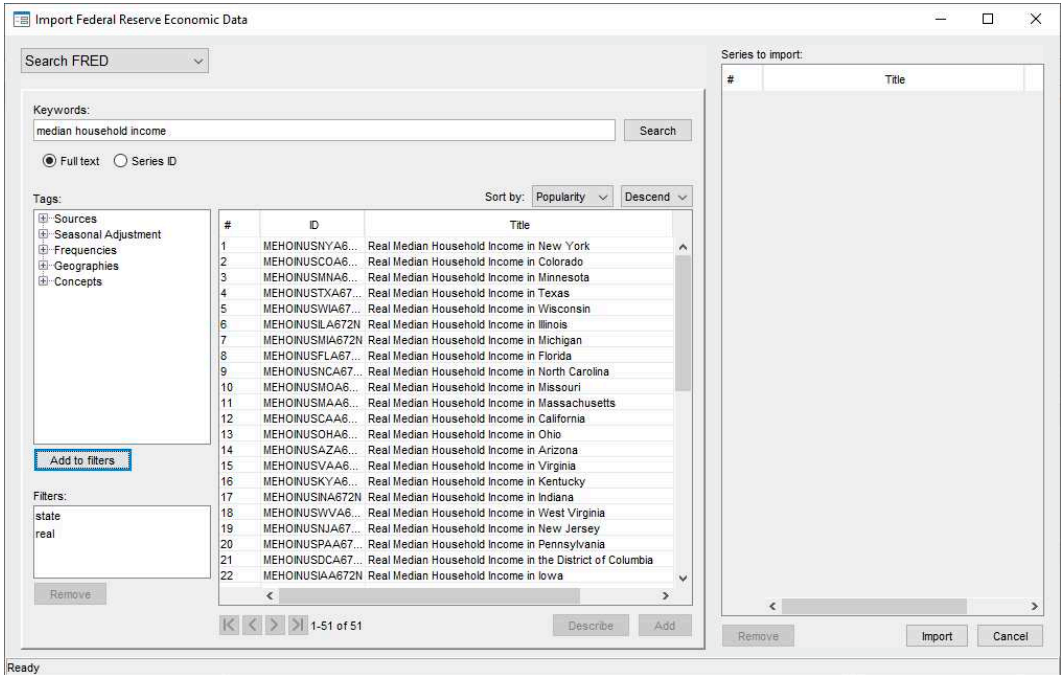 Import Federal Reserve Economic Data
Search FRED
Keywords:
median household income
Search
Full text
Series ID
Tags:
Sources
Seasonal Adjustment
Frequencies
Geographies
Concepts
Add to filters
Filters:
state
real
Remove
Sort by: Popularity Descend
# ID Title
1 MEHOINUSNYA6... Real Median Household Income in New York
2 MEHOINUSCOA6... Real Median Household Income in Colorado
3 MEHOINUSMNA6... Real Median Household Income in Minnesota
4 MEHOINUSTXA67... Real Median Household Income in Texas
5 MEHOINUSWIA67... Real Median Household Income in Wisconsin
6 MEHOINUSILA672N Real Median Household Income in Illinois
7 MEHOINUSMIA672N Real Median Household Income in Michigan
8 MEHOINUSFLA67... Real Median Household Income in Florida
9 MEHOINUSNCA67... Real Median Household Income in North Carolina
10 MEHOINUSMOA6... Real Median Household Income in Missouri
11 MEHOINUSMAA6... Real Median Household Income in Massachusetts
12 MEHOINUSCAA6... Real Median Household Income in California
13 MEHOINUSOHA6... Real Median Household Income in Ohio
14 MEHOINUSAZA6... Real Median Household Income in Arizona
15 MEHOINUSVAA6... Real Median Household Income in Virginia
16 MEHOINUSKYA6... Real Median Household Income in Kentucky
17 MEHOINUSINA672N Real Median Household Income in Indiana
18 MEHOINUSWVA6... Real Median Household Income in West Virginia
19 MEHOINUSNJA67... Real Median Household Income in New Jersey
20 MEHOINUSPAA67... Real Median Household Income in Pennsylvania
21 MEHOINUSDCA67... Real Median Household Income in the District of Columbia
22 MEHOINUSIAA672N Real Median Household Income in Iowa
1-51 of 51
Describe
Add
Series to import:
# Title
Remove
Import
Cancel
Ready